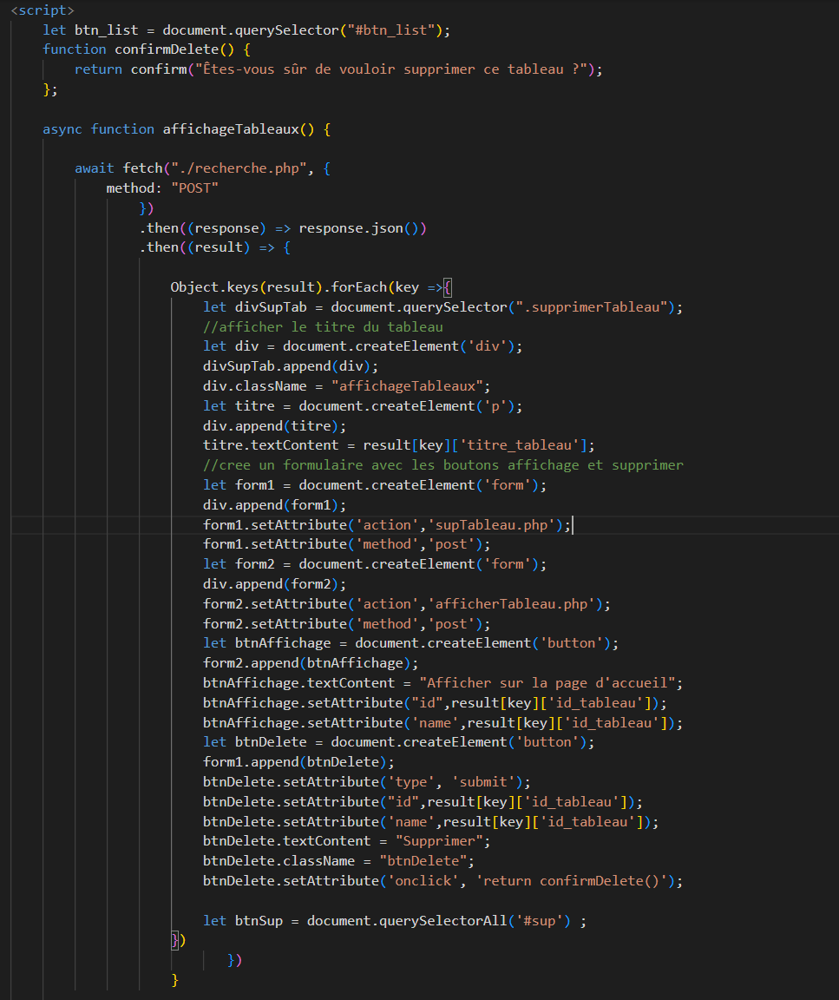 <script>
let btn_list = document.querySelector("#btn_list");
function confirmDelete() {
return confirm("Êtes-vous sûr de vouloir supprimer ce tableau ?");
};
async function affichageTableaux() {
await fetch("./recherche.php", {
method: "POST"
})
.then((response) => response.json())
.then((result) => {
Object.keys(result).forEach(key =>{
let divSupTab = document.querySelector(".supprimerTableau");
//afficher le titre du tableau
let div = document.createElement('div');
divSupTab.append(div);
div.className = "affichageTableaux";
let titre = document.createElement('p');
div.append(titre);
titre.textContent = result[key]['titre_tableau'];
//cree un formulaire avec les boutons affichage et supprimer
let form1 = document.createElement('form');
div.append(form1);
form1.setAttribute('action','supTableau.php');
form1.setAttribute('method','post');
let form2 = document.createElement('form');
div.append(form2);
form2.setAttribute('action','afficherTableau.php');
form2.setAttribute('method','post');
let btnAffichage = document.createElement('button');
form2.append(btnAffichage);
btnAffichage.textContent = "Afficher sur la page d'accueil";
btnAffichage.setAttribute("id",result[key]['id_tableau']);
btnAffichage.setAttribute('name',result[key]['id_tableau']);
let btnDelete = document.createElement('button');
form1.append(btnDelete);
btnDelete.setAttribute('type', 'submit');
btnDelete.setAttribute("id",result[key]['id_tableau']);
btnDelete.setAttribute('name',result[key]['id_tableau']);
btnDelete.textContent = "Supprimer";
btnDelete.className = "btnDelete";
btnDelete.setAttribute('onclick', 'return confirmDelete()');
let btnSup = document.querySelectorAll('#sup') ;
})
})
}